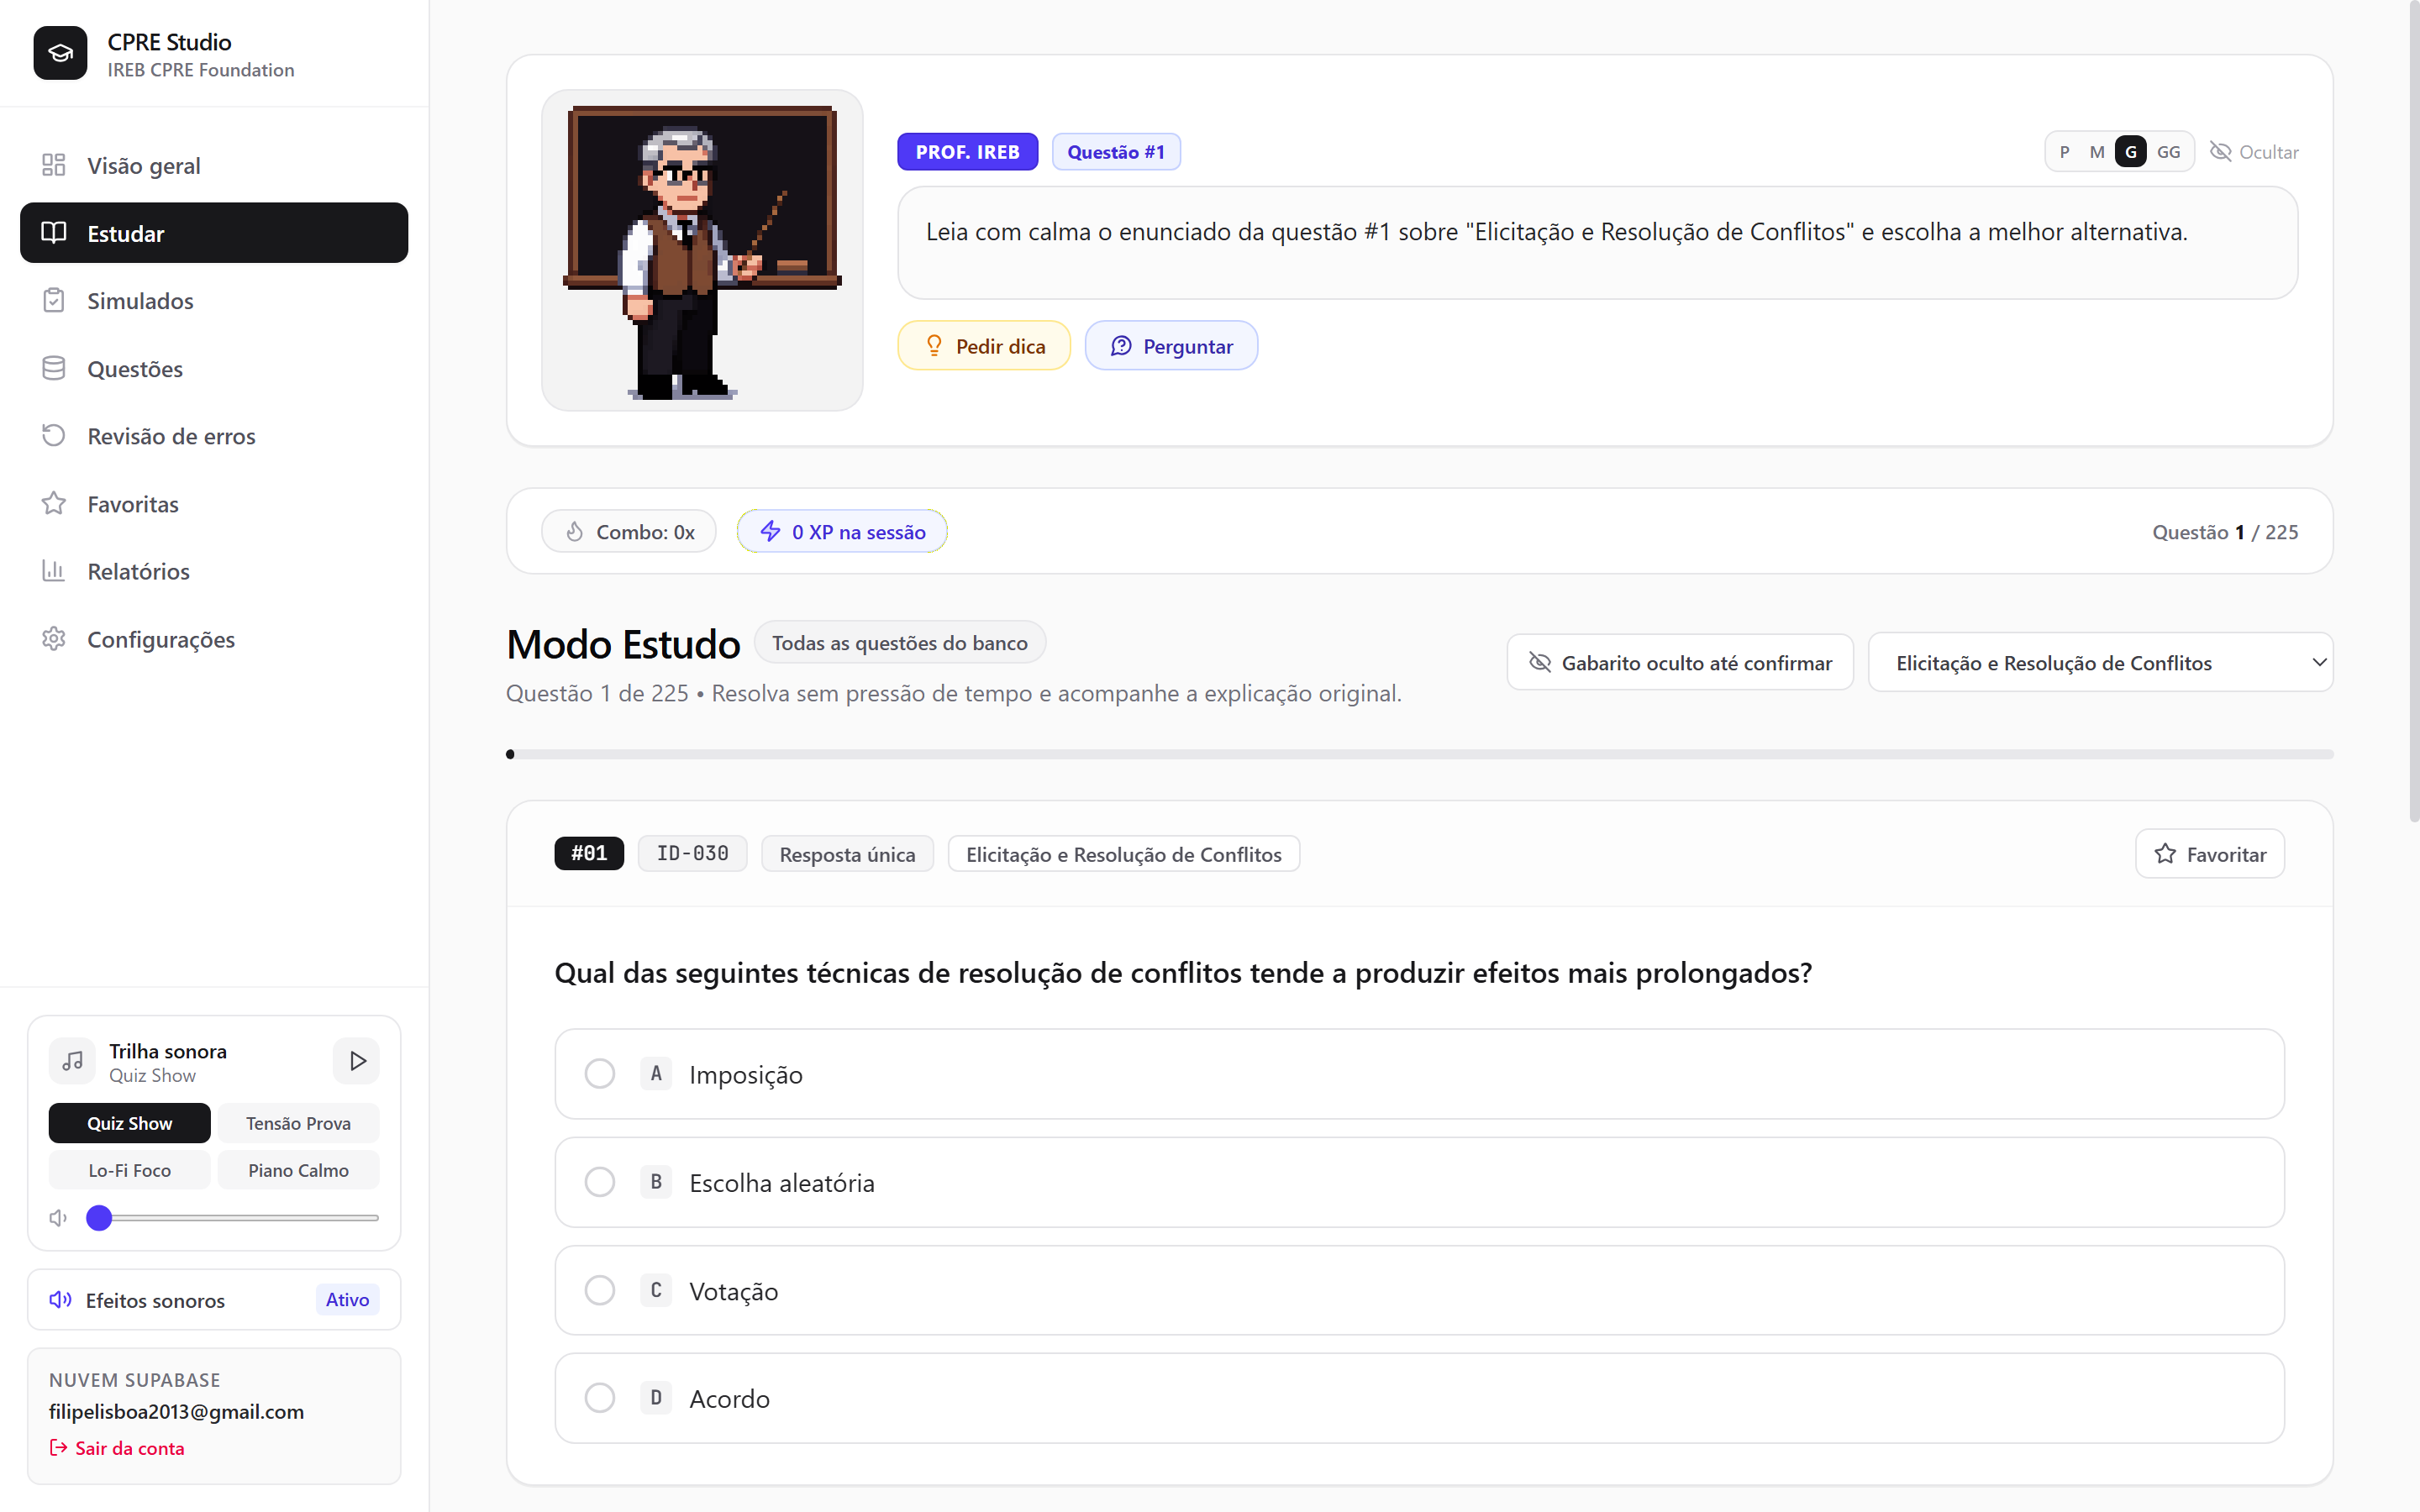 CPRE Studio
IREB CPRE Foundation
Visão geral
Estudar
Simulados
Questões
Revisão de erros
Favoritas
Relatórios
Configurações
Trilha sonora
Quiz Show
Quiz Show
Tensão Prova
Lo-Fi Foco
Piano Calmo
Efeitos sonoros
Ativo
NUVEM SUPABASE
filipelisboa2013@gmail.com
Sair da conta
PROF. IREB
Questão #1
P M G GG
Ocultar
Leia com calma o enunciado da questão #1 sobre "Elicitação e Resolução de Conflitos" e escolha a melhor alternativa.
Pedir dica
Perguntar
Combo: 0x
0 XP na sessão
Questão 1 / 225
Modo Estudo
Todas as questões do banco
Questão 1 de 225 • Resolva sem pressão de tempo e acompanhe a explicação original.
Gabarito oculto até confirmar
Elicitação e Resolução de Conflitos
#01
ID-030
Resposta única
Elicitação e Resolução de Conflitos
Favoritar
Qual das seguintes técnicas de resolução de conflitos tende a produzir efeitos mais prolongados?
A Imposição
B Escolha aleatória
C Votação
D Acordo